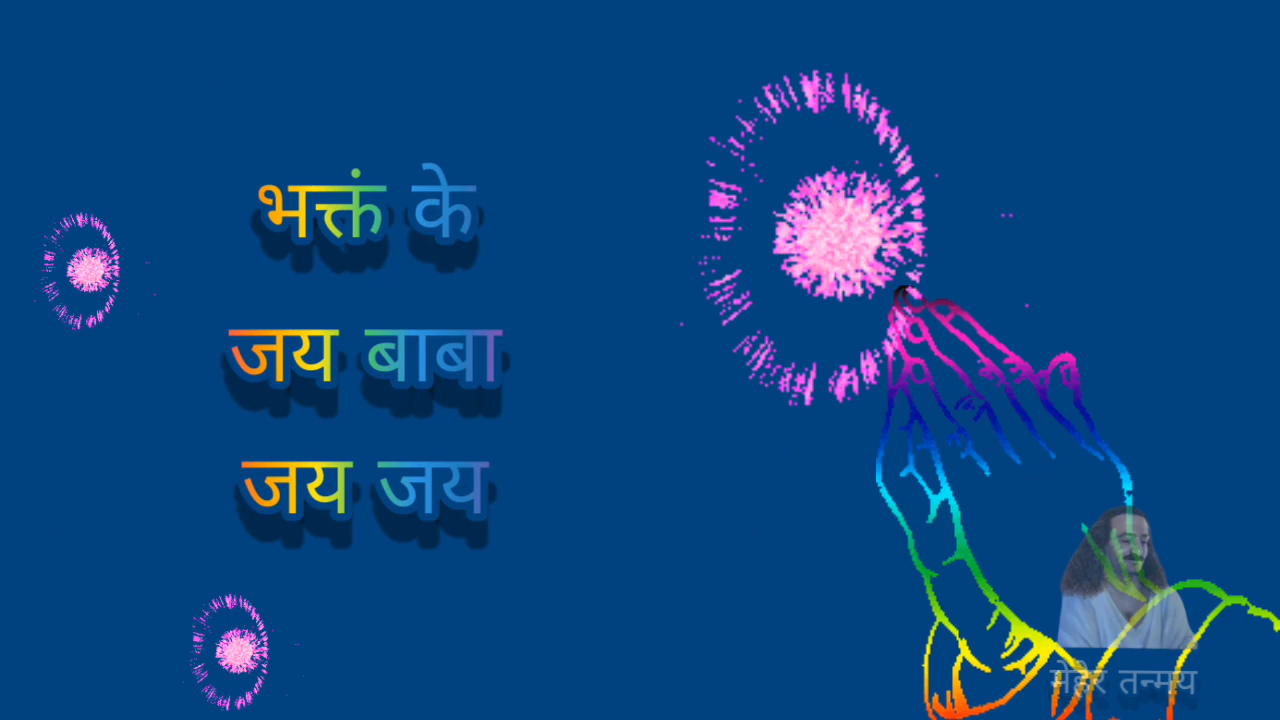 भक्तं के
जय बाबा
जय जय
मेहेर तन्मय